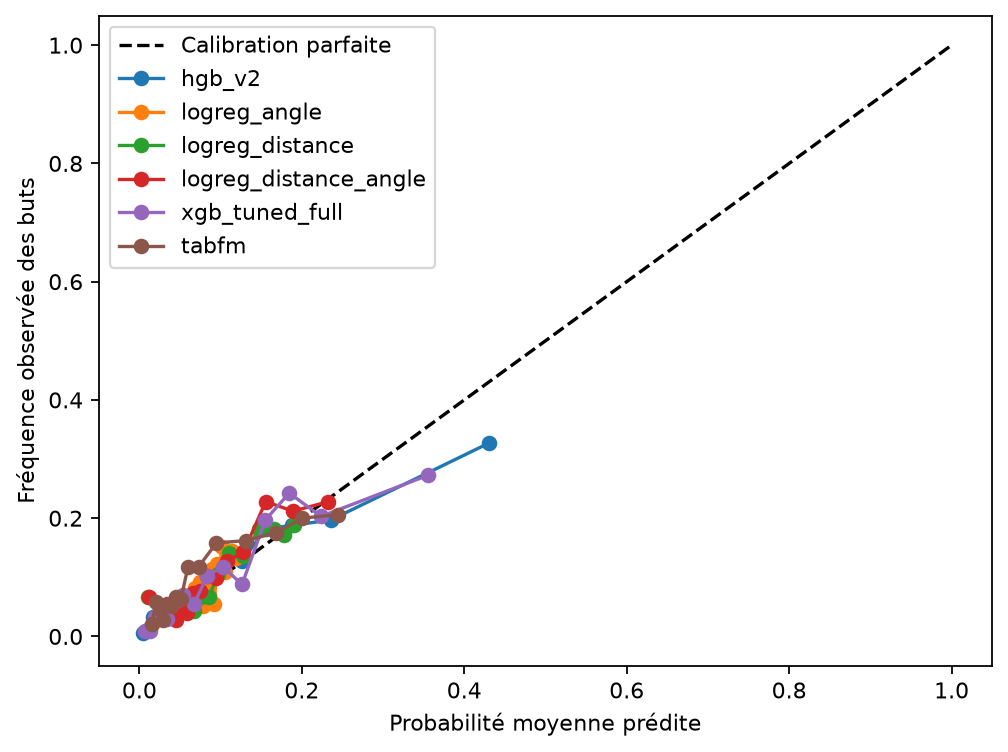 Calibration parfaite
hgb_v2
logreg_angle
logreg_distance
logreg_distance_angle
xgb_tuned_full
tabfm
1.0
0.8
0.6
0.4
0.2
0.0
Fréquence observée des buts
0.0 0.2 0.4 0.6 0.8 1.0
Probabilité moyenne prédite